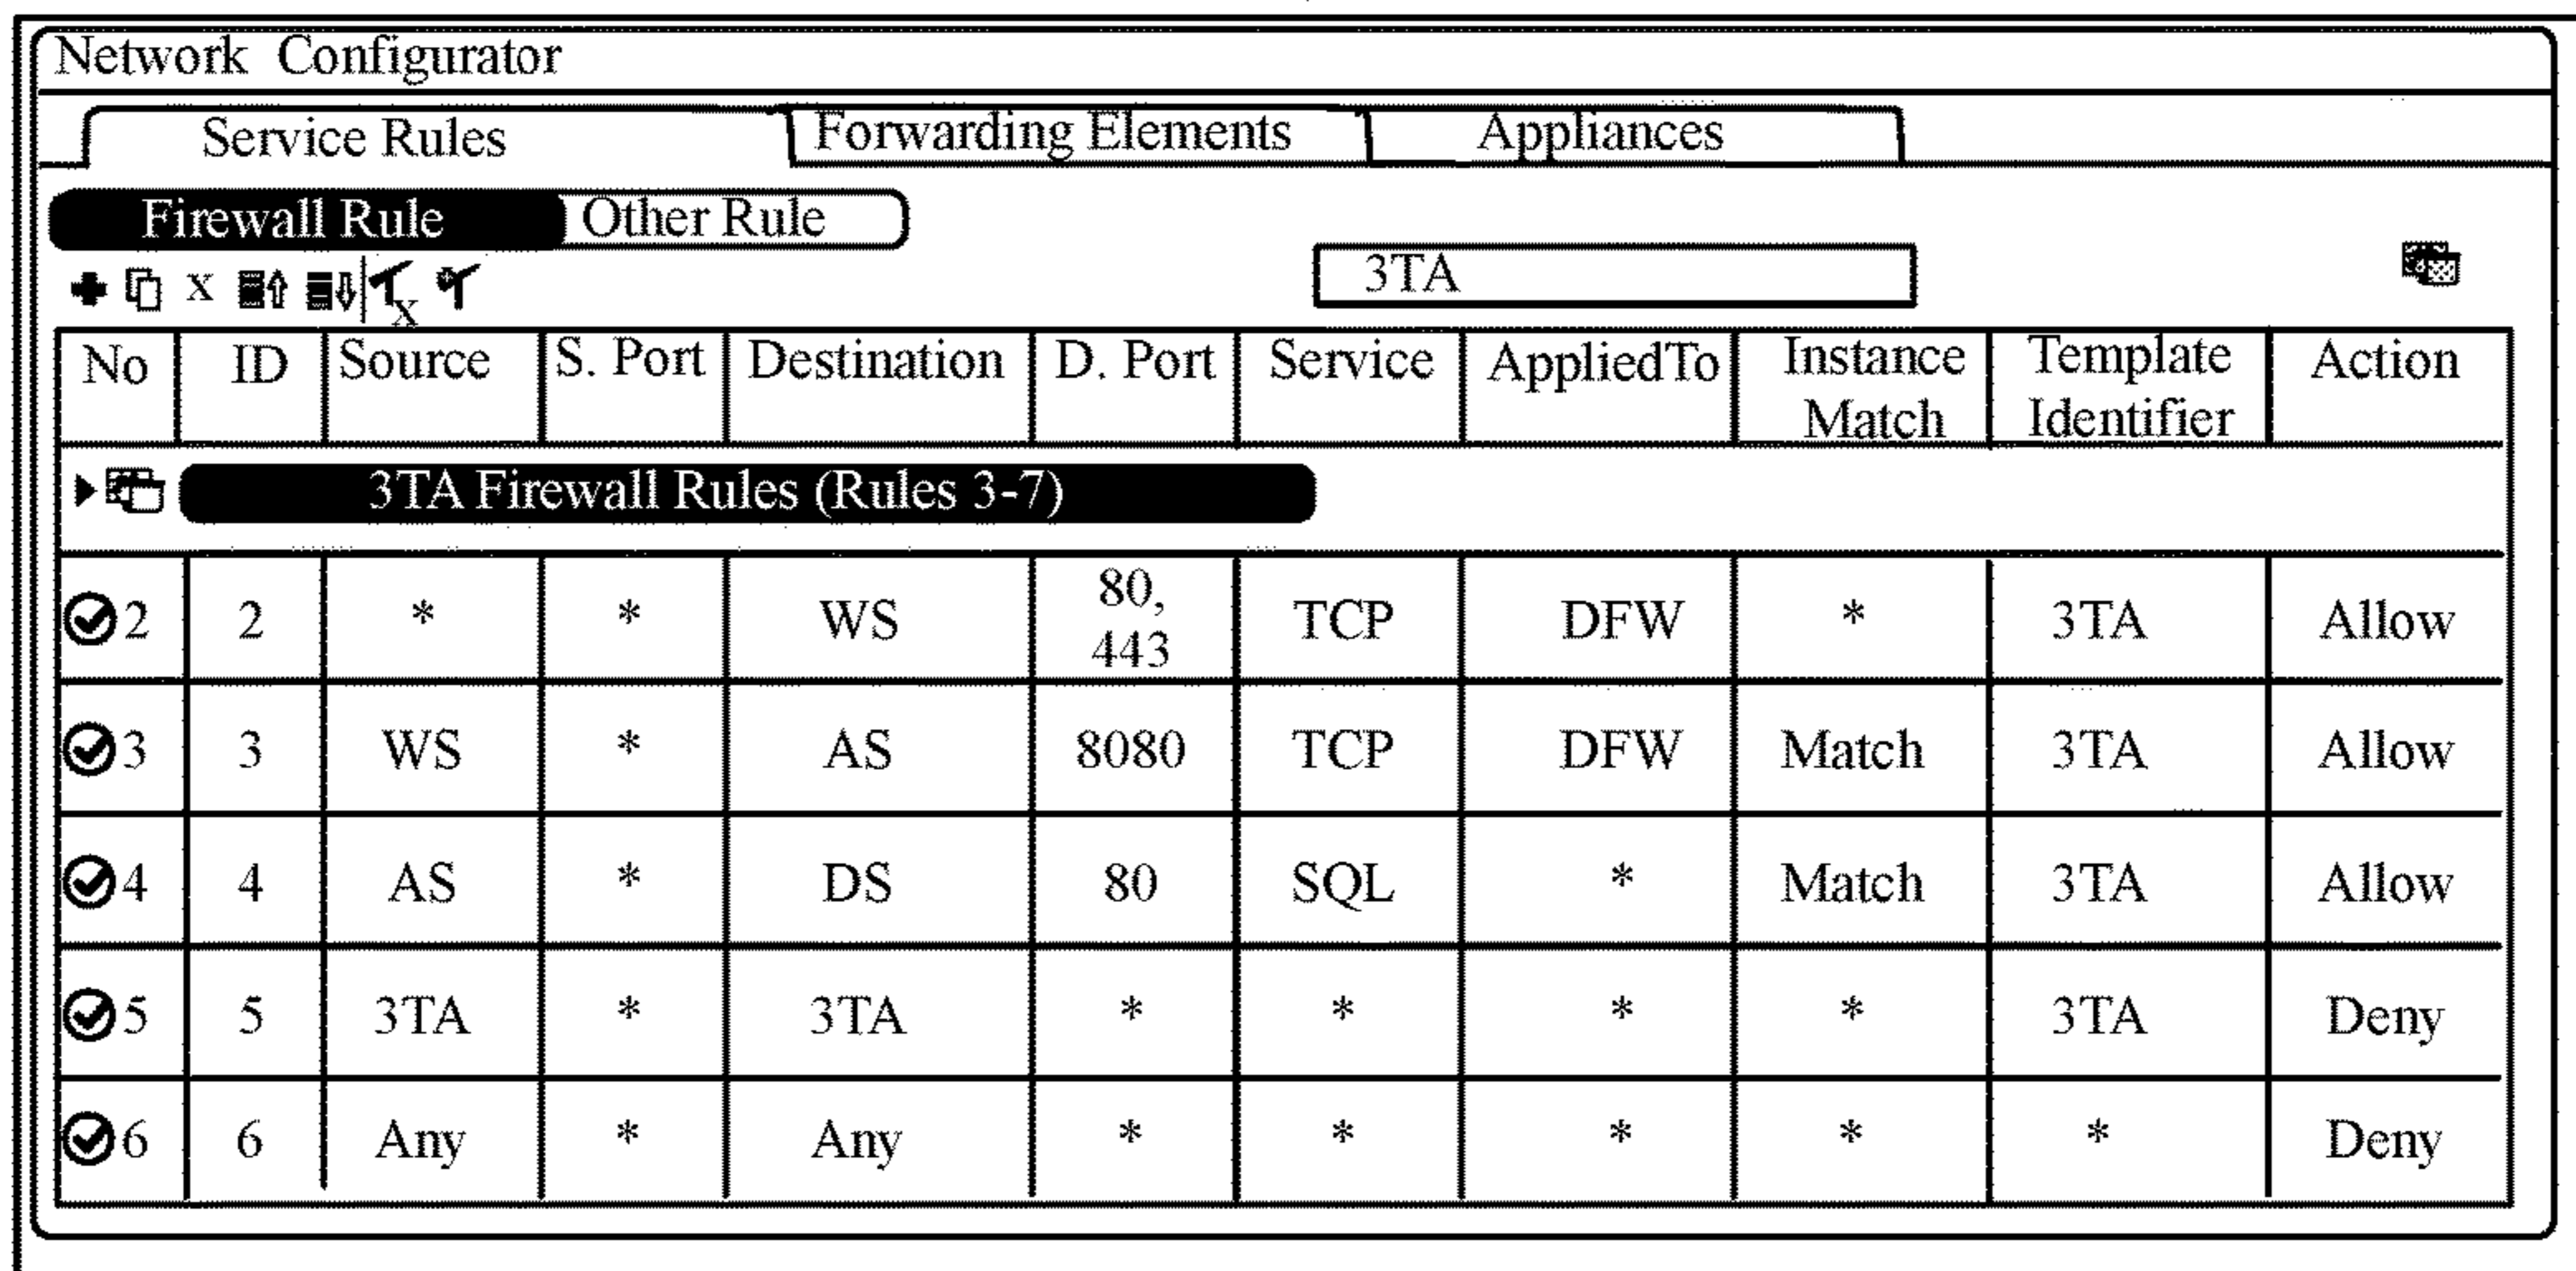 Network Configurator
Service Rules Forwarding Elements Appliances
Firewall Rule Other Rule
x x 3TA
No ID Source S. Port Destination D. Port Service AppliedTo Instance Match Template Identifier Action
3TA Firewall Rules (Rules 3-7)
2 2 * * WS 80, 443 TCP DFW * 3TA Allow
3 3 WS * AS 8080 TCP DFW Match 3TA Allow
4 4 AS * DS 80 SQL * Match 3TA Allow
5 5 3TA * 3TA * * * * 3TA Deny
6 6 Any * Any * * * * * Deny